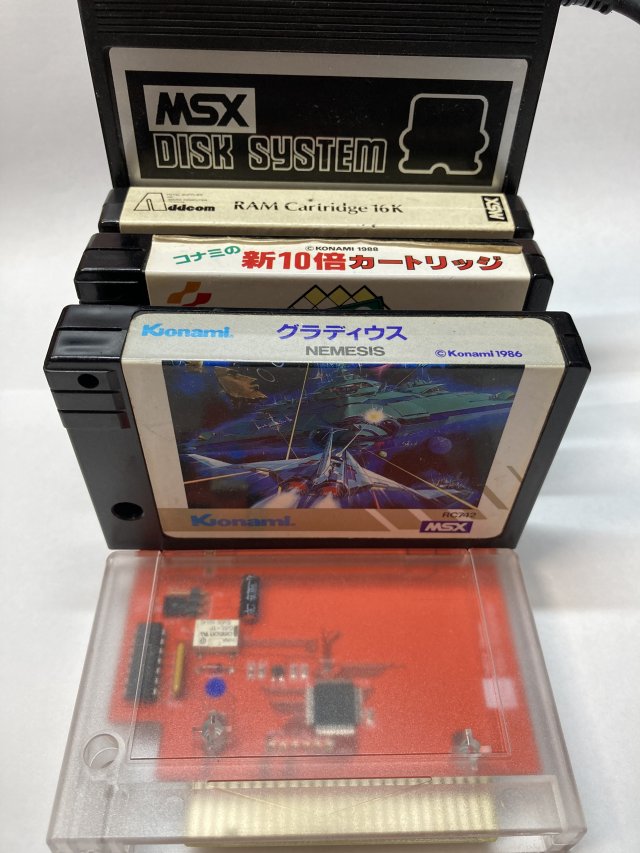 MSX
DISK SYSTEM
Addcom
RAM Cartridge 16K
MSX
©KONAMI 1988
コナミの
新10倍カートリッジ
Konami
グラディウス
NEMESIS
©Konami 1986
Konami
RC742
MSX